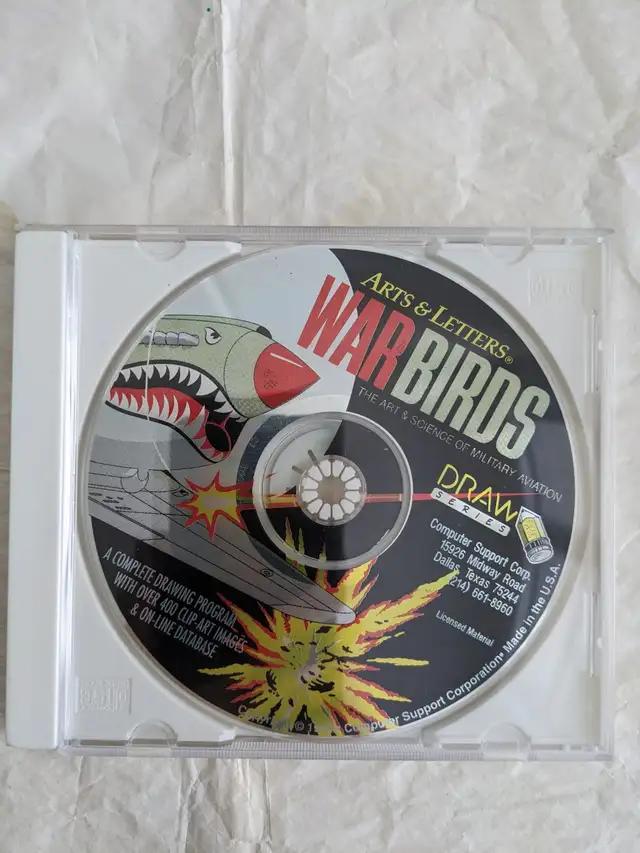 ARTS & LETTERS®
WAR BIRDS
THE ART & SCIENCE OF MILITARY AVIATION
DRAW
SERIES
Computer Support Corp.
15926 Midway Road
Dallas, Texas 75244
(214) 661-8960
Licensed Material
A COMPLETE DRAWING PROGRAM
WITH OVER 400 CLIP ART IMAGES
& ON-LINE DATABASE
Computer Support Corporation• Made in the U.S.A.